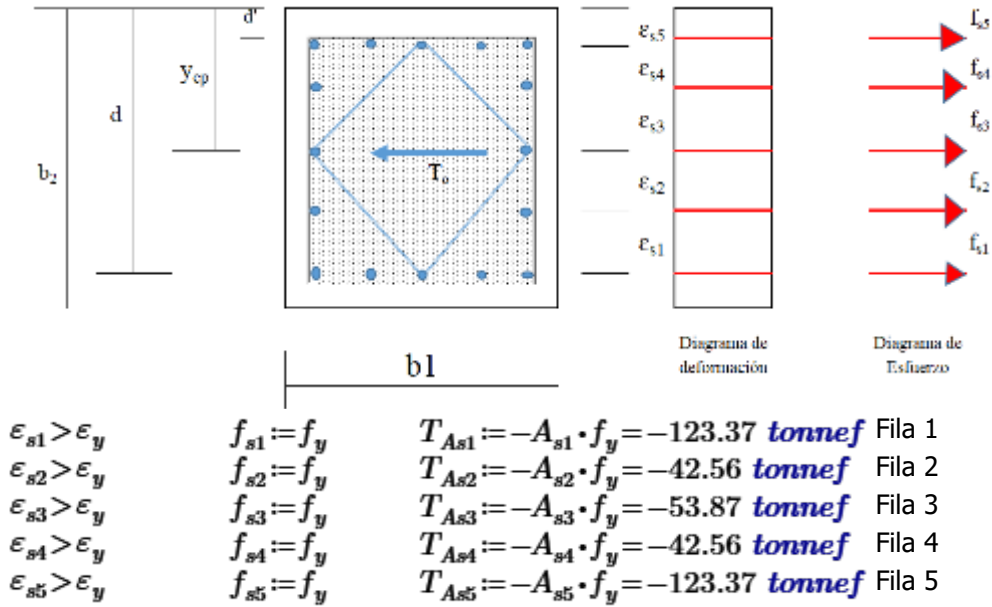 d'
y_cp
d
b_2
T_o
ε_s5
ε_s4
ε_s3
ε_s2
ε_s1
f_s5
f_s4
f_s3
f_s2
f_s1
Diagrama de
deformación
Diagrama de
Esfuerzo
b1
ε_s1>ε_y f_s1:=f_y T_As1:=-A_s1·f_y=-123.37 tonnef Fila 1
ε_s2>ε_y f_s2:=f_y T_As2:=-A_s2·f_y=-42.56 tonnef Fila 2
ε_s3>ε_y f_s3:=f_y T_As3:=-A_s3·f_y=-53.87 tonnef Fila 3
ε_s4>ε_y f_s4:=f_y T_As4:=-A_s4·f_y=-42.56 tonnef Fila 4
ε_s5>ε_y f_s5:=f_y T_As5:=-A_s5·f_y=-123.37 tonnef Fila 5